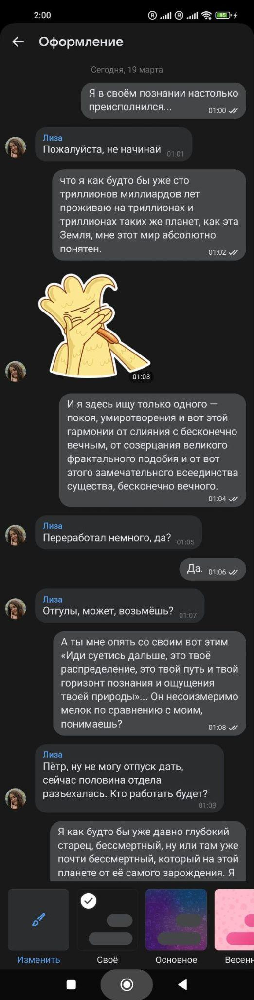 2:00
R
R
85
Оформление
Сегодня, 19 марта
Я в своём познании настолько
преисполнился...
01:00
Лиза
Пожалуйста, не начинай
01:01
что я как будто бы уже сто
триллионов миллиардов лет
проживаю на триллионах и
триллионах таких же планет, как эта
Земля, мне этот мир абсолютно
понятен.
01:02
01:03
И я здесь ищу только одного —
покоя, умиротворения и вот этой
гармонии от слияния с бесконечно
вечным, от созерцания великого
фрактального подобия и от вот
этого замечательного всеединства
существа, бесконечно вечного.
01:04
Лиза
Переработал немного, да?
01:05
Да.
01:06
Лиза
Отгулы, может, возьмёшь?
01:07
А ты мне опять со своим вот этим
«Иди суетись дальше, это твоё
распределение, это твой путь и твой
горизонт познания и ощущения
твоей природы»... Он несоизмеримо
мелок по сравнению с моим,
понимаешь?
01:08
Лиза
Пётр, ну не могу отпуск дать,
сейчас половина отдела
разъехалась. Кто работать будет?
01:09
Я как будто бы уже давно глубокий
старец, бессмертный, ну или там уже
почти бессмертный, который на этой
планете от её самого зарождения. Я
Изменить
Своё
Основное
Весенн